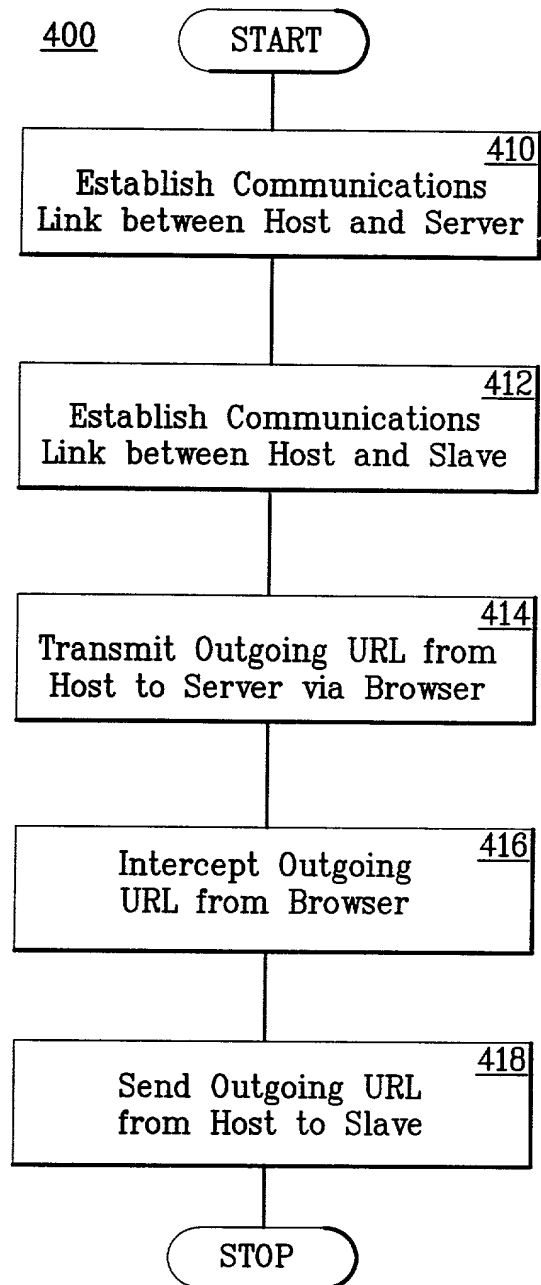 400
START
410
Establish Communications
Link between Host and Server
412
Establish Communications
Link between Host and Slave
414
Transmit Outgoing URL from
Host to Server via Browser
416
Intercept Outgoing
URL from Browser
418
Send Outgoing URL
from Host to Slave
STOP